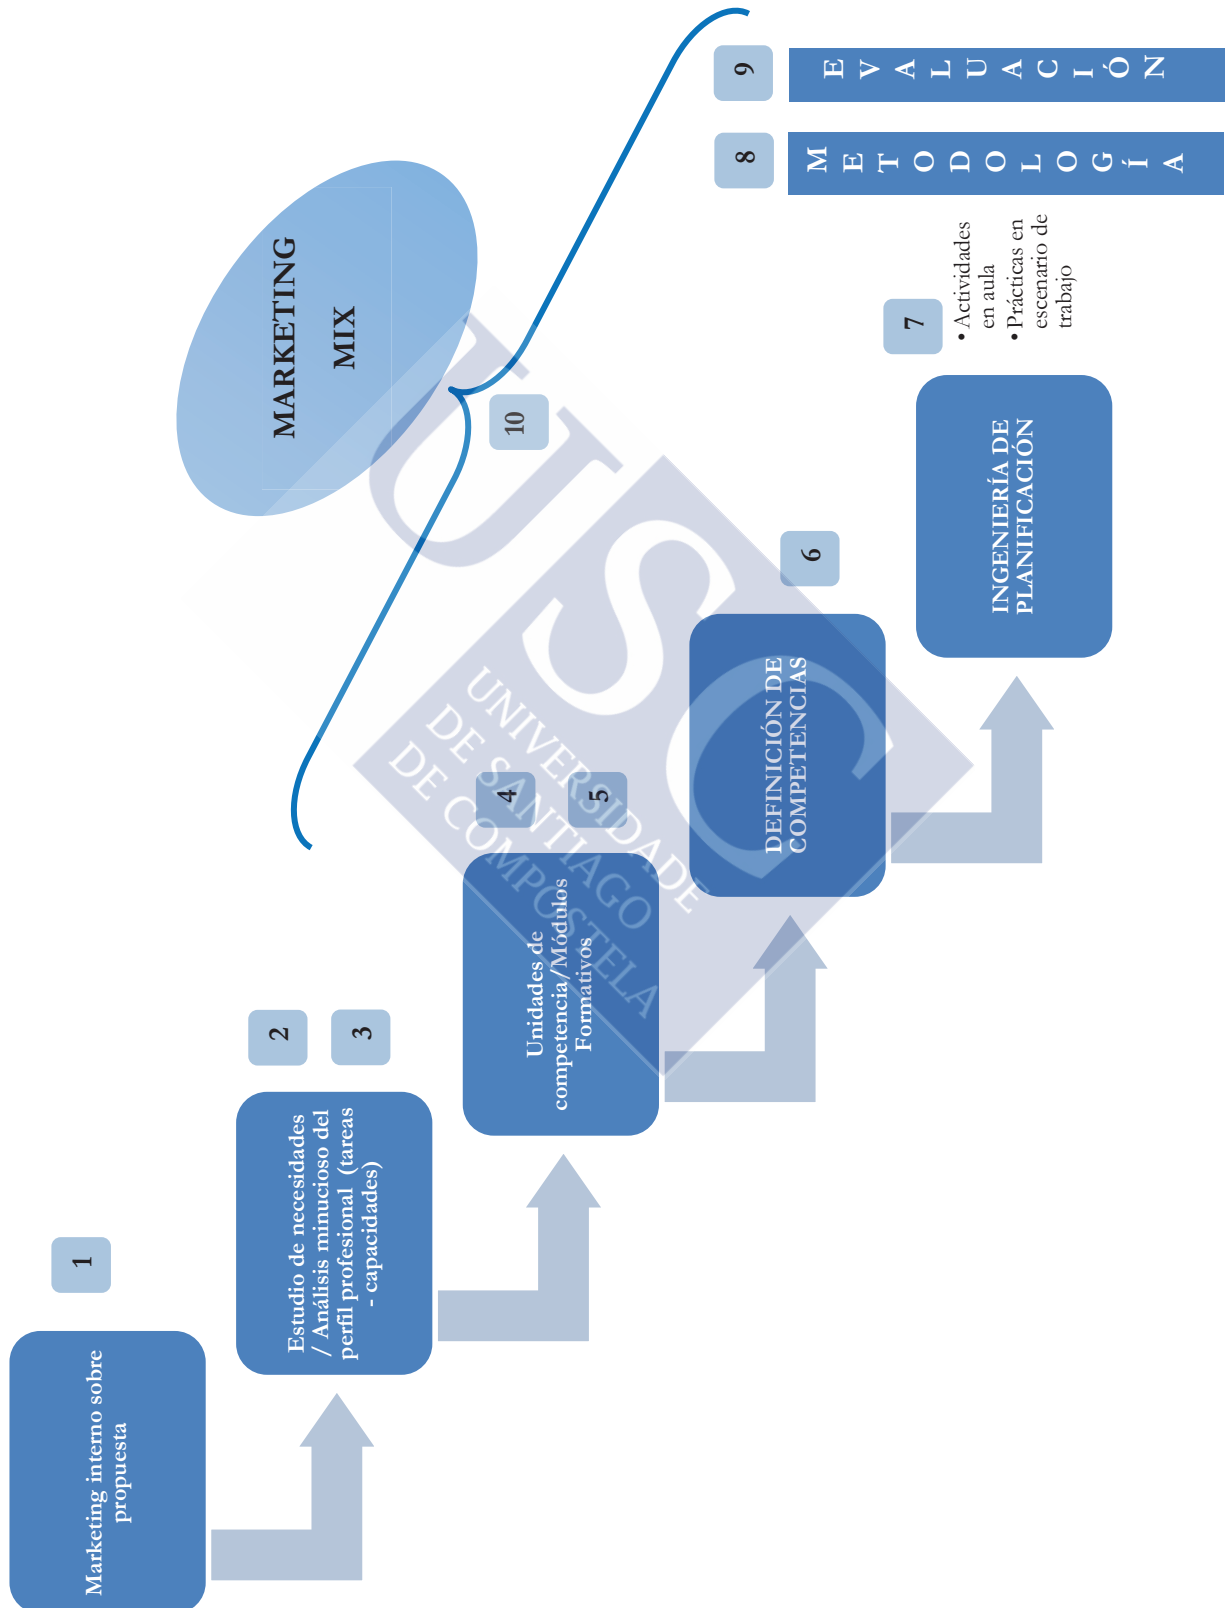 Marketing interno sobre
propuesta
1
Estudio de necesidades
/ Análisis minucioso del
perfil profesional (tareas
- capacidades)
2
3
Unidades de
competencia/Módulos
Formativos
4
5
DEFINICIÓN DE
COMPETENCIAS
6
INGENIERÍA DE
PLANIFICACIÓN
7
• Actividades
en aula
• Prácticas en
escenario de
trabajo
8
METODOLOGÍA
9
EVALUACIÓN
10
MARKETING
MIX
USC
UNIVERSIDADE
DE SANTIAGO
DE COMPOSTELA